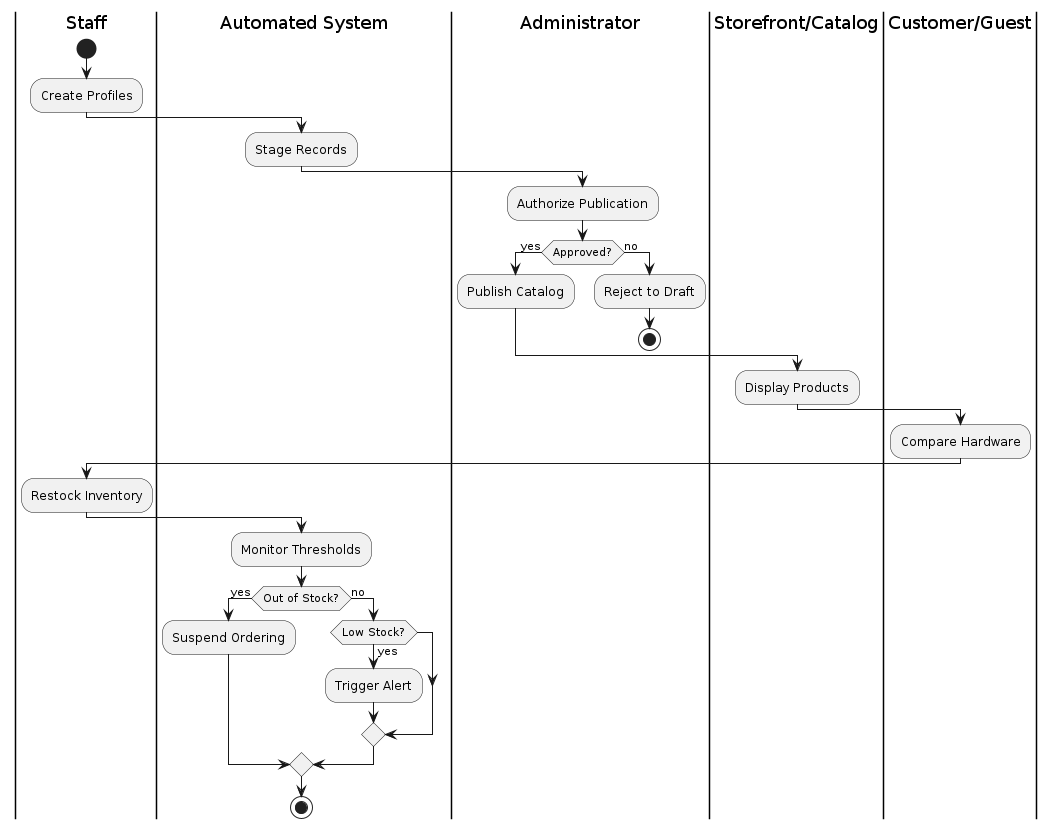 Staff
Automated System
Administrator
Storefront/Catalog
Customer/Guest
Create Profiles
Stage Records
Authorize Publication
yes
Approved?
no
Publish Catalog
Reject to Draft
Display Products
Compare Hardware
Restock Inventory
Monitor Thresholds
yes
Out of Stock?
no
Suspend Ordering
Low Stock?
yes
Trigger Alert